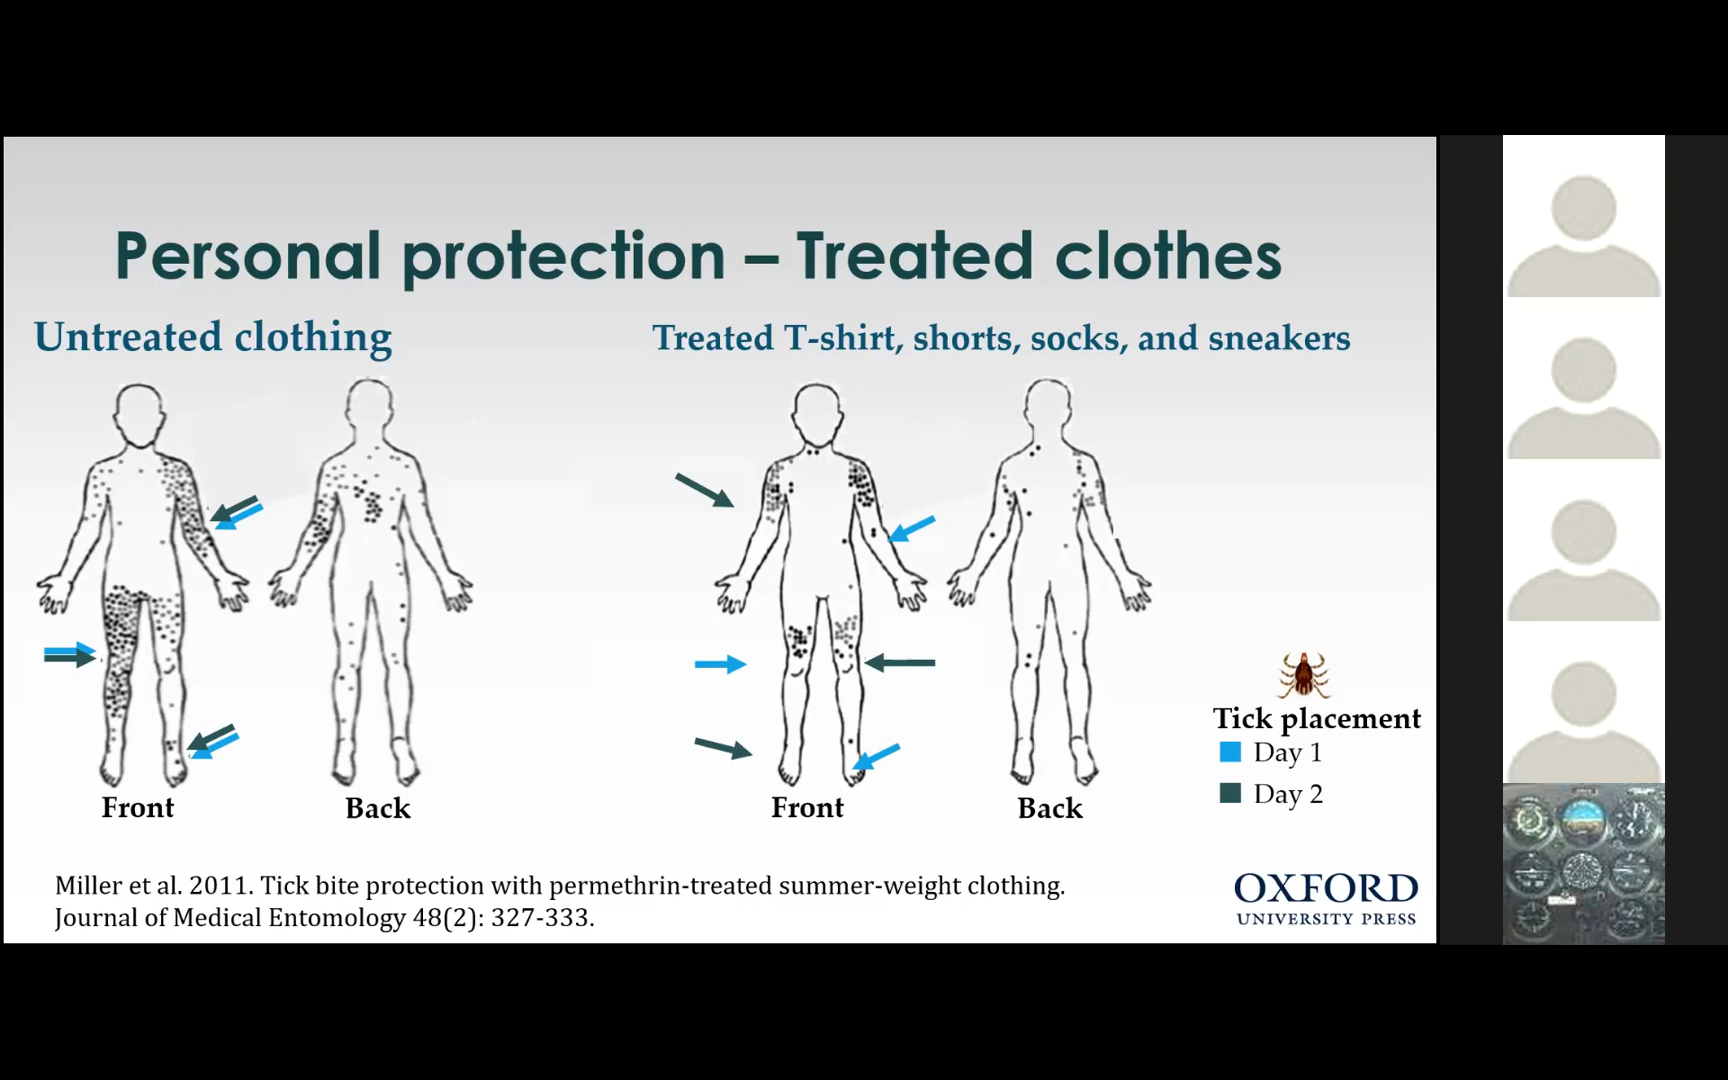 Personal protection – Treated clothes
Untreated clothing
Treated T-shirt, shorts, socks, and sneakers
Front
Back
Front
Back
Tick placement
Day 1
Day 2
Miller et al. 2011. Tick bite protection with permethrin-treated summer-weight clothing.
Journal of Medical Entomology 48(2): 327-333.
OXFORD
UNIVERSITY PRESS